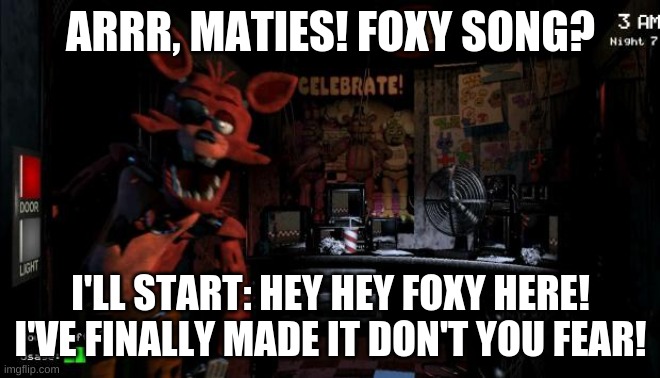 ARRR, MATIES! FOXY SONG?
3 AM
Night 7
CELEBRATE!
DOOR
LIGHT
I'LL START: HEY HEY FOXY HERE!
I'VE FINALLY MADE IT DON'T YOU FEAR!
imgflip.com